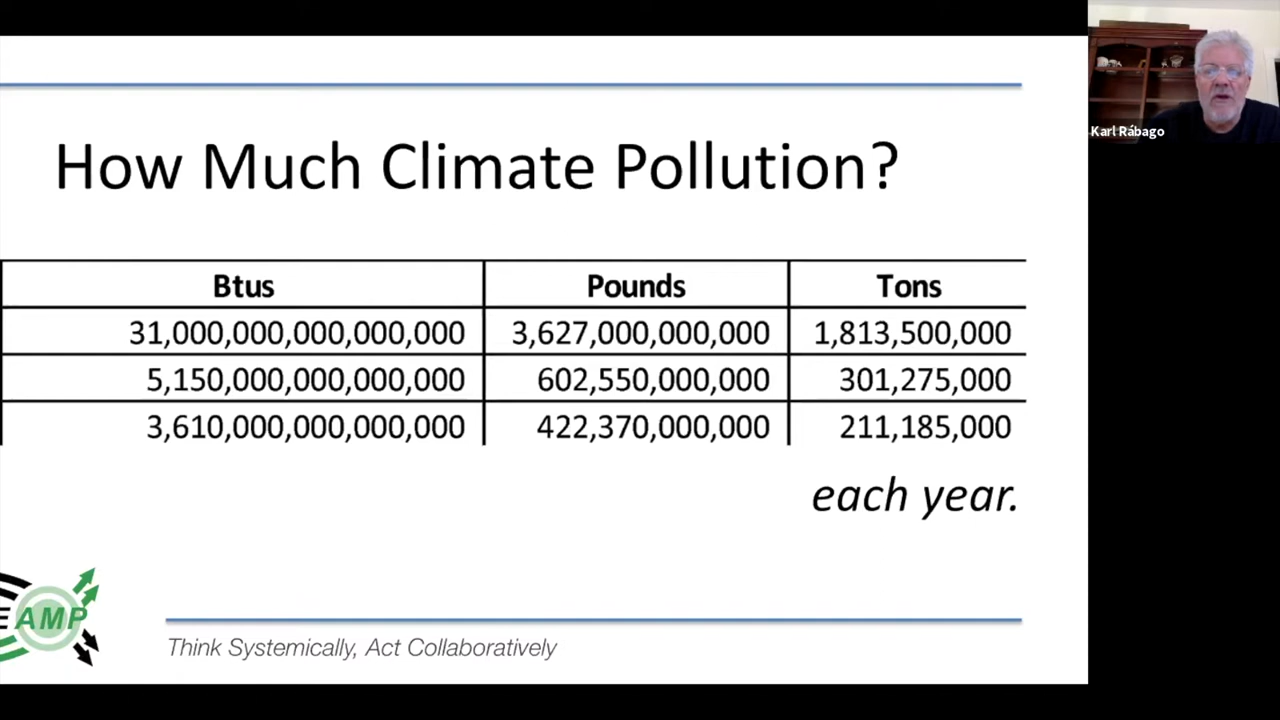 Karl Rábago
How Much Climate Pollution?
Btus Pounds Tons
31,000,000,000,000,000 3,627,000,000,000 1,813,500,000
5,150,000,000,000,000 602,550,000,000 301,275,000
3,610,000,000,000,000 422,370,000,000 211,185,000
each year.
E AMP
Think Systemically, Act Collaboratively